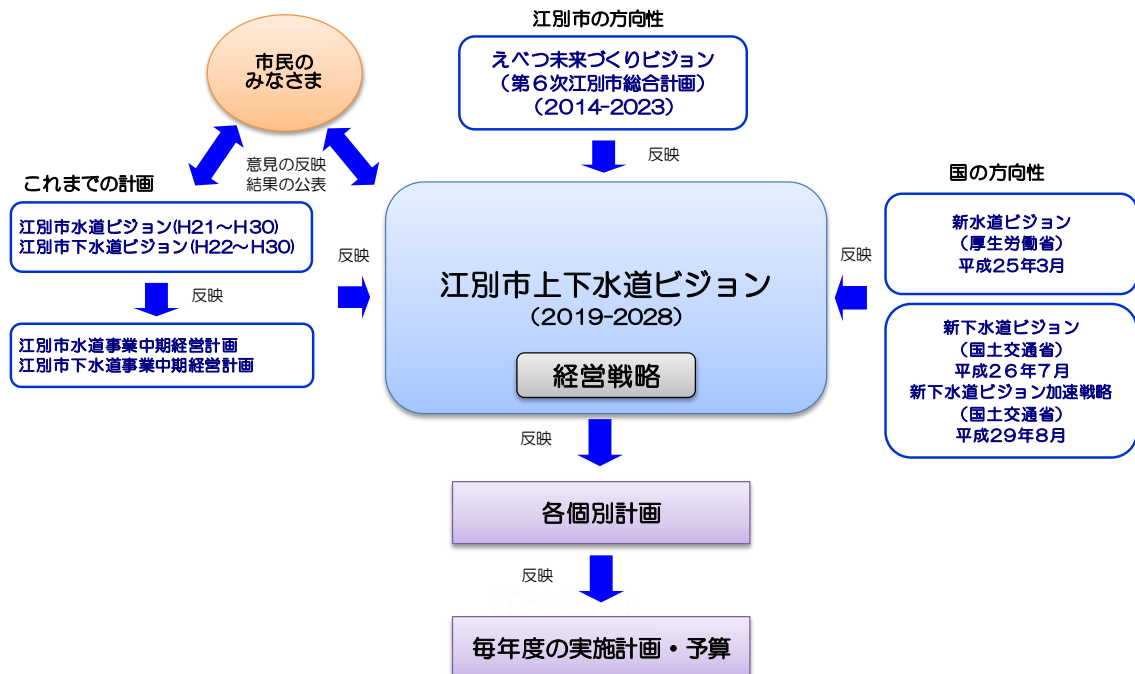 江別市の方向性
えべつ未来づくりビジョン
（第６次江別市総合計画）
（2014-2023）
市民の
みなさま
反映
意見の反映
結果の公表
これまでの計画
江別市水道ビジョン(H21～H30)
江別市下水道ビジョン(H22～H30)
反映
江別市水道事業中期経営計画
江別市下水道事業中期経営計画
反映
江別市上下水道ビジョン
（2019-2028）
経営戦略
反映
国の方向性
新水道ビジョン
（厚生労働省）
平成25年3月
新下水道ビジョン
（国土交通省）
平成２６年７月
新下水道ビジョン加速戦略
（国土交通省）
平成29年８月
反映
各個別計画
反映
毎年度の実施計画・予算